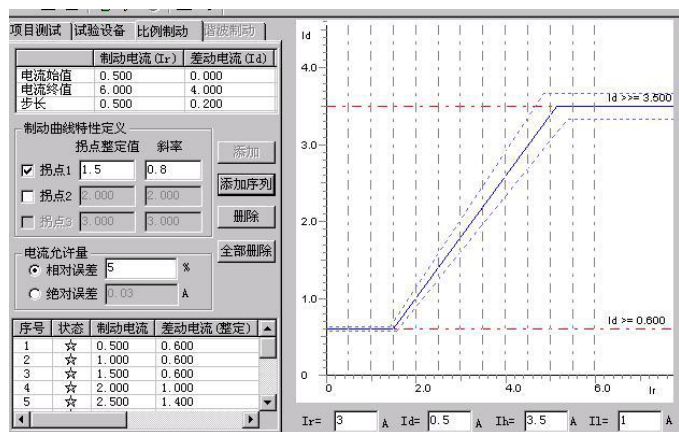 项目测试 试验设备 比例制动 谐波制动
制动电流(Ir) 差动电流(Id)
电流始值 0.500 0.000
电流终值 6.000 4.000
步长 0.500 0.200
制动曲线特性定义
拐点整定值 斜率
拐点1 1.5 0.8
拐点2 2.000 2.000
拐点3 3.000 3.000
添加
添加序列
删除
全部删除
电流允许量
相对误差 5 %
绝对误差 0.03 A
序号 状态 制动电流 差动电流(整定)
1 ☆ 0.500 0.600
2 ☆ 1.000 0.600
3 ☆ 1.500 0.600
4 ☆ 2.000 1.000
5 ☆ 2.500 1.400
Id
4.0
3.0
2.0
1.0
0
Id >>= 3.500
Id >= 0.600
0 2.0 4.0 6.0 Ir
Ir= 3 A Id= 0.5 A Ih= 3.5 A Il= 1 A